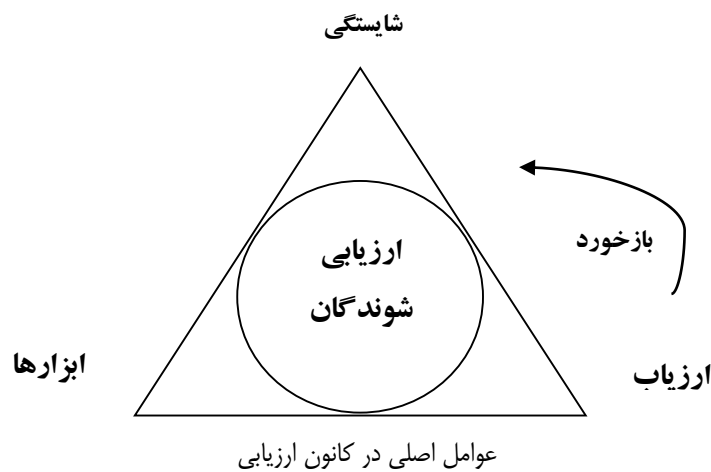 شایستگی
بازخورد
ارزیابی
شوندگان
ابزارها
ارزیاب
عوامل اصلی در کانون ارزیابی